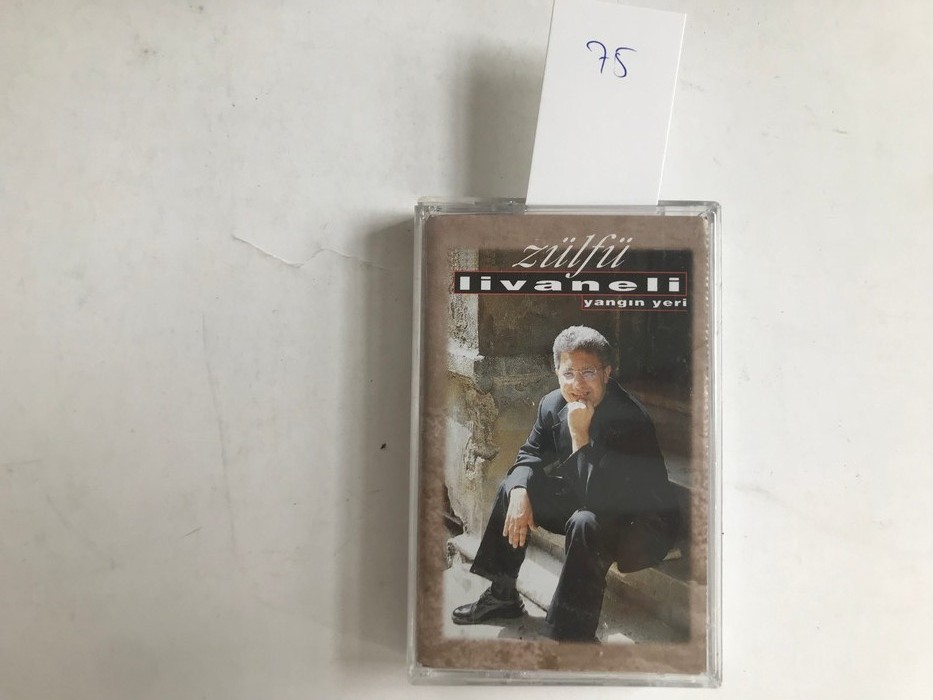 75
zülfü
livaneli
yangın yeri